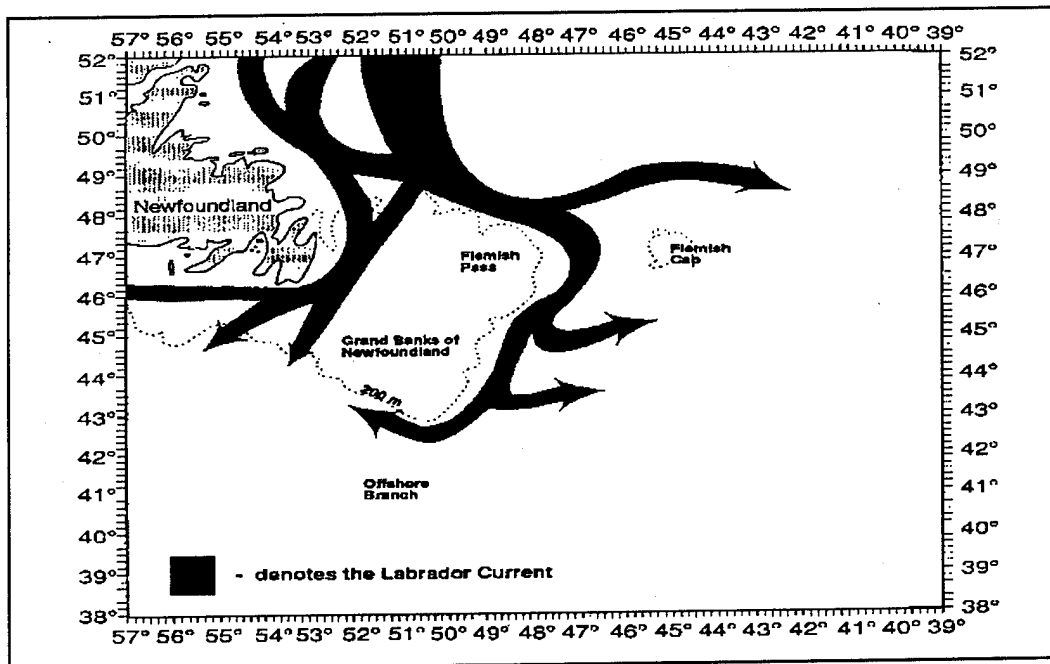 57° 56° 55° 54° 53° 52° 51° 50° 49° 48° 47° 46° 45° 44° 43° 42° 41° 40° 39°
52° 52°
51° 51°
50° 50°
49° 49°
48° Newfoundland 48°
47° Flemish Pass Flemish Cap 47°
46° 46°
45° Grand Banks of Newfoundland 45°
44° 200 m 44°
43° 43°
42° 42°
41° Offshore Branch 41°
40° 40°
39° - denotes the Labrador Current 39°
38° 38°
57° 56° 55° 54° 53° 52° 51° 50° 49° 48° 47° 46° 45° 44° 43° 42° 41° 40° 39°